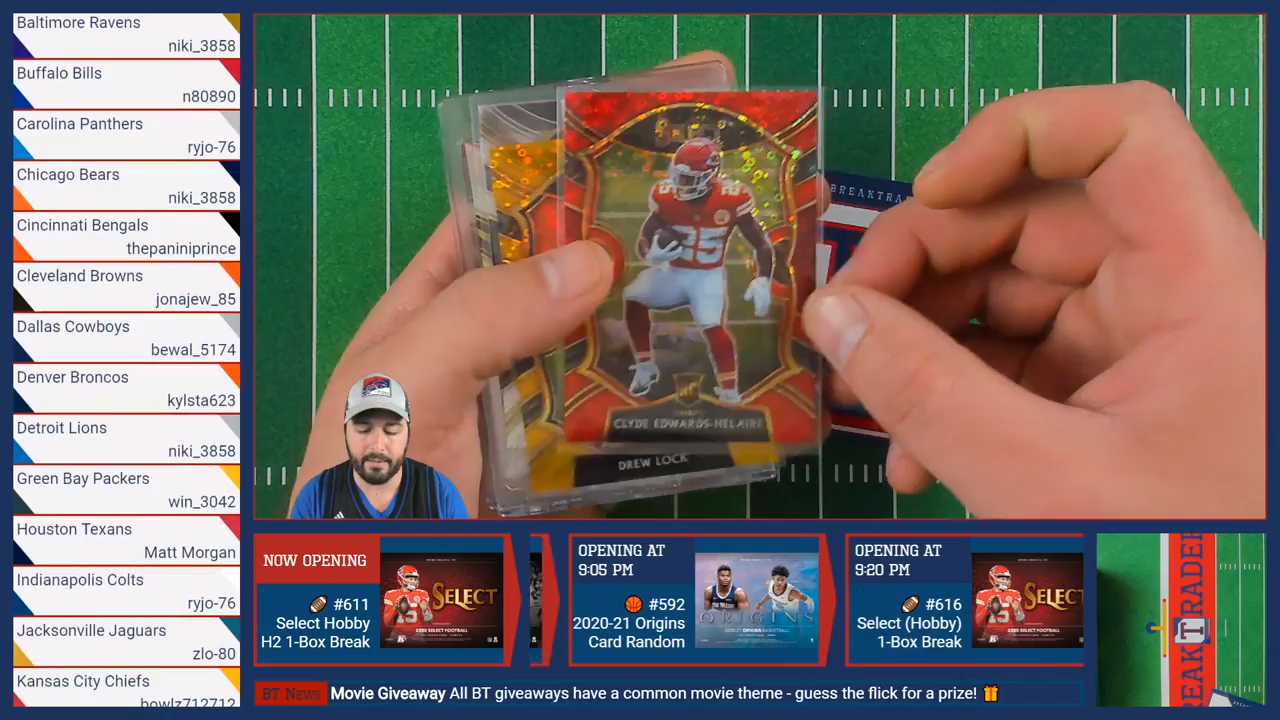 Baltimore Ravens
niki_3858
Buffalo Bills
n80890
Carolina Panthers
ryjo-76
Chicago Bears
niki_3858
Cincinnati Bengals
thepaniniprince
Cleveland Browns
jonajew_85
Dallas Cowboys
bewal_5174
Denver Broncos
kylsta623
Detroit Lions
niki_3858
Green Bay Packers
win_3042
Houston Texans
Matt Morgan
Indianapolis Colts
ryjo-76
Jacksonville Jaguars
zlo-80
Kansas City Chiefs
bowlz712712
BREAKTRA
25
RC
CHIEFS
CLYDE EDWARDS-HELAIRE
DREW LOCK
NOW OPENING
#611
Select Hobby
H2 1-Box Break
SELECT
OPENING AT
9:05 PM
#592
2020-21 Origins
Card Random
ORIGINS
OPENING AT
9:20 PM
#616
Select (Hobby)
1-Box Break
SELECT
REAKTRADER
BT News
Movie Giveaway All BT giveaways have a common movie theme - guess the flick for a prize!